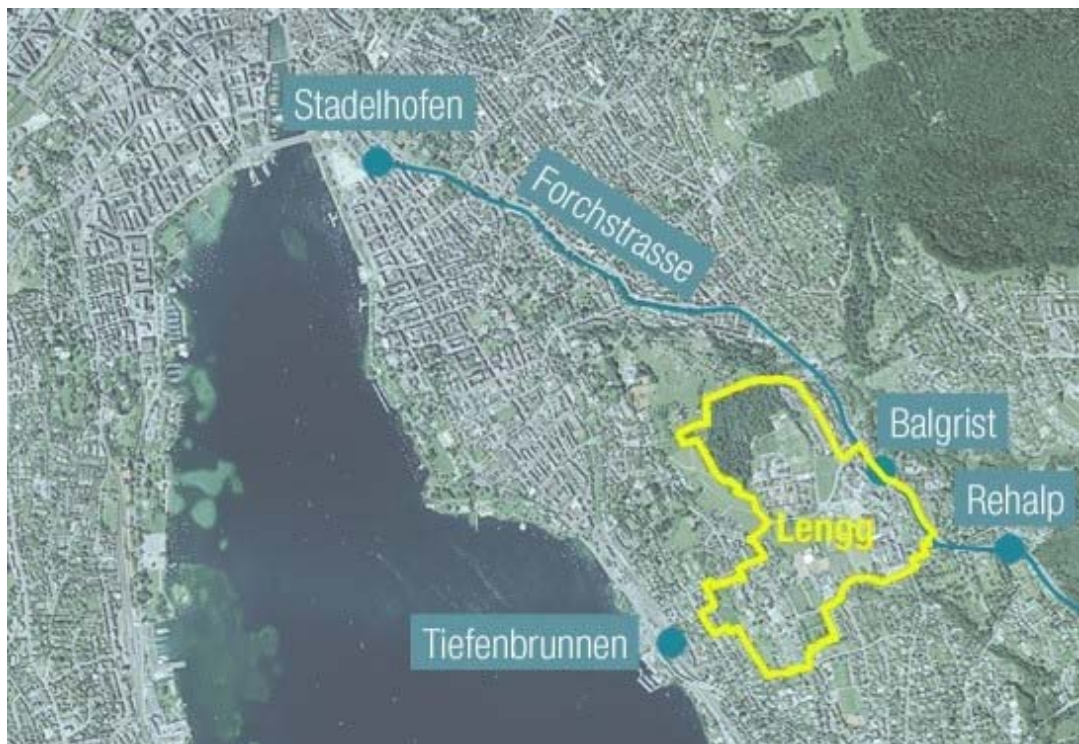 Stadelhofen
Forchstrasse
Balgrist
Rehalp
Lengg
Tiefenbrunnen